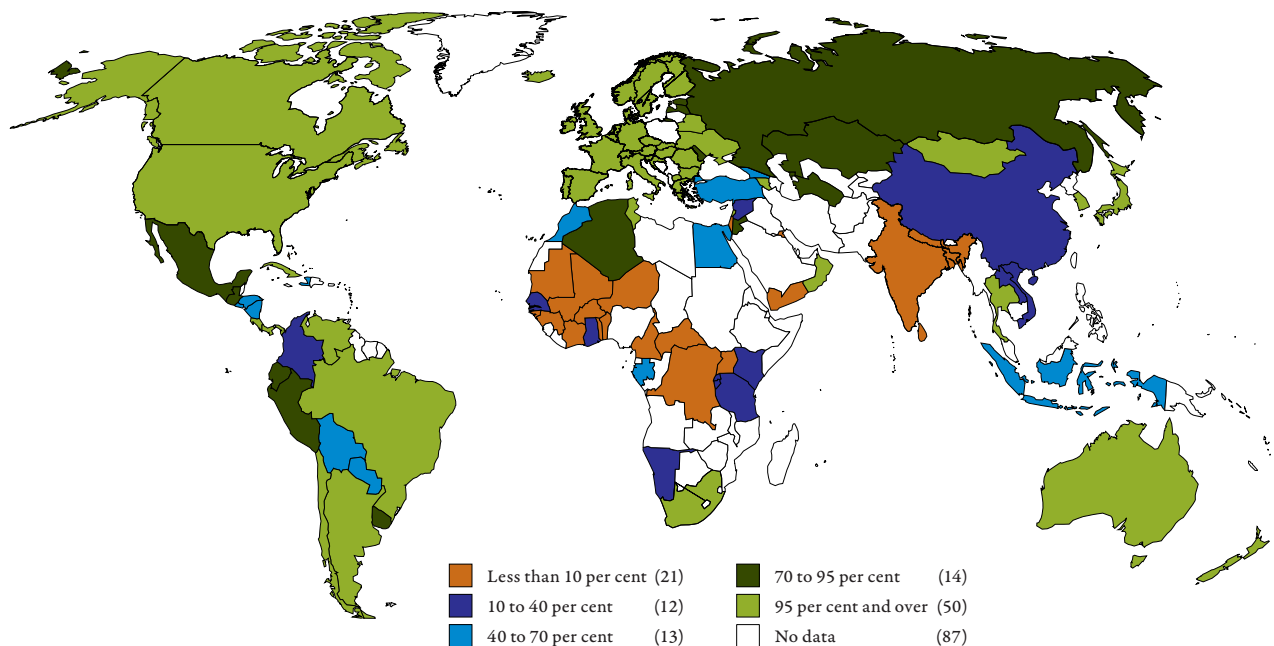 Less than 10 per cent (21)
10 to 40 per cent (12)
40 to 70 per cent (13)
70 to 95 per cent (14)
95 per cent and over (50)
No data (87)